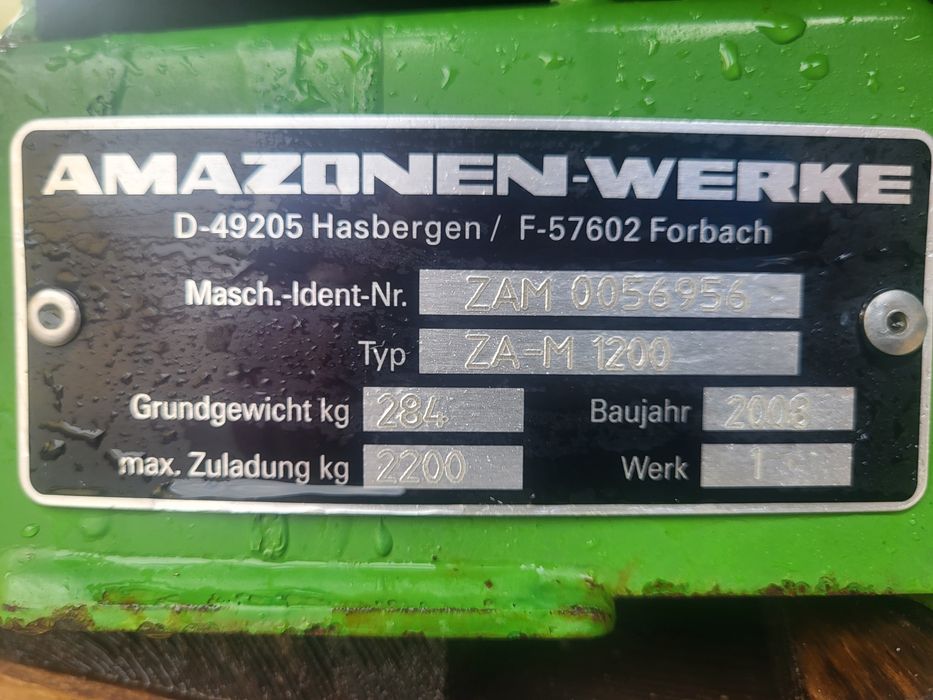 AMAZONEN-WERKE
D-49205 Hasbergen / F-57602 Forbach
Masch.-Ident-Nr. ZAM 0056956
Typ ZA-M 1200
Grundgewicht kg 284 Baujahr 2008
max. Zuladung kg 2200 Werk 1